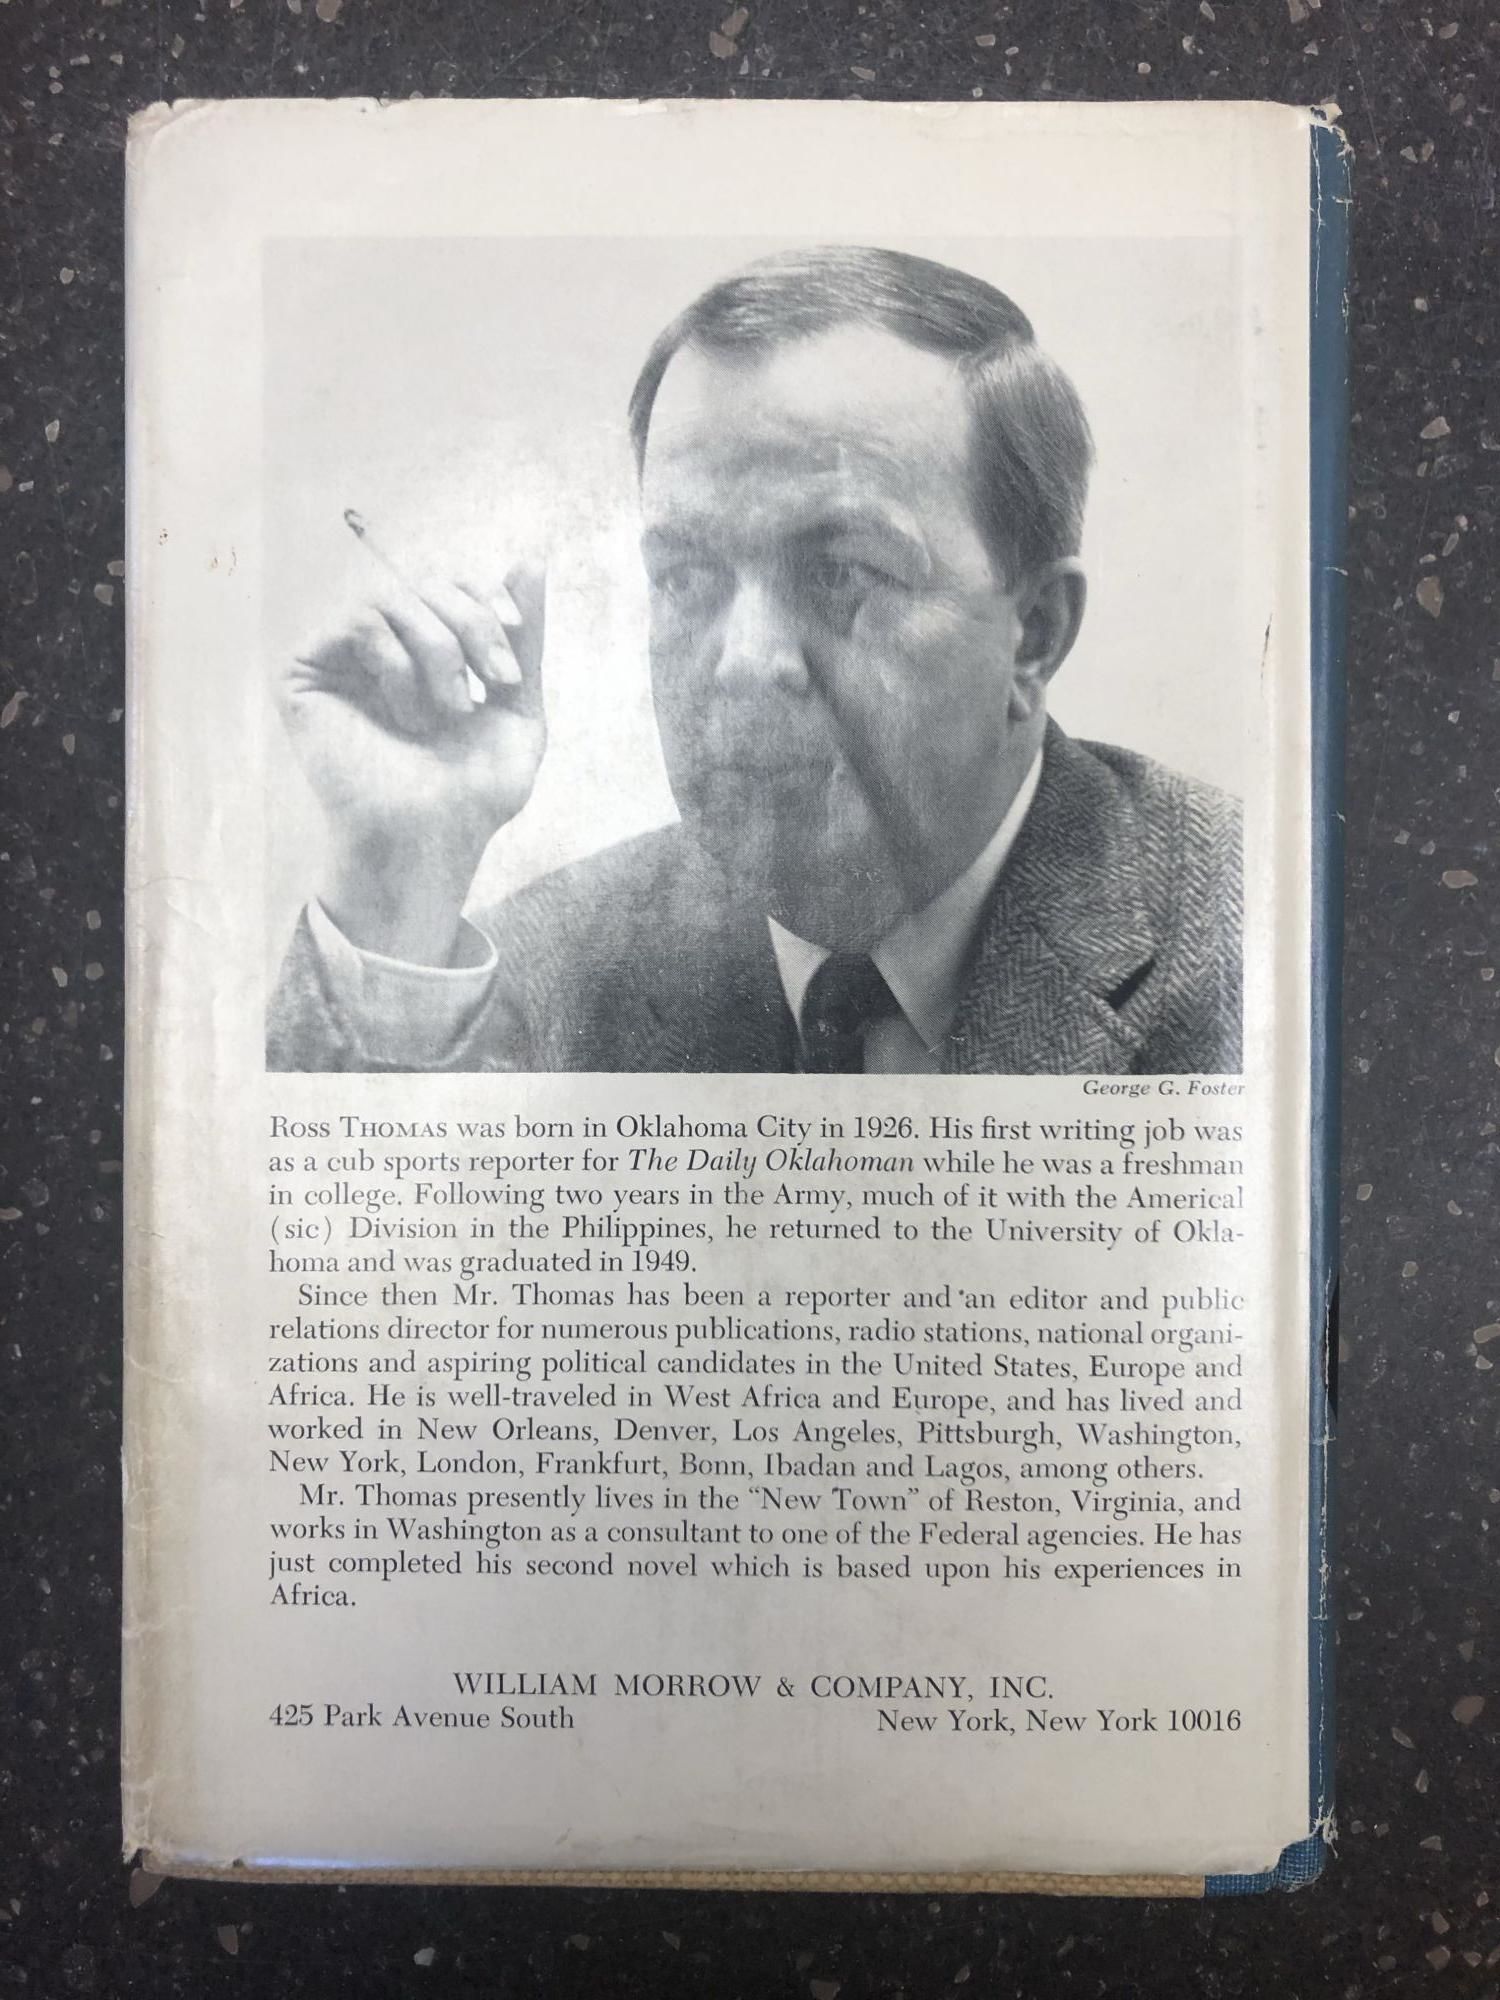 George G. Foster
ROSS THOMAS was born in Oklahoma City in 1926. His first writing job was
as a cub sports reporter for The Daily Oklahoman while he was a freshman
in college. Following two years in the Army, much of it with the Americal
(sic) Division in the Philippines, he returned to the University of Okla-
homa and was graduated in 1949.
Since then Mr. Thomas has been a reporter and an editor and public
relations director for numerous publications, radio stations, national organi-
zations and aspiring political candidates in the United States, Europe and
Africa. He is well-traveled in West Africa and Europe, and has lived and
worked in New Orleans, Denver, Los Angeles, Pittsburgh, Washington,
New York, London, Frankfurt, Bonn, Ibadan and Lagos, among others.
Mr. Thomas presently lives in the “New Town” of Reston, Virginia, and
works in Washington as a consultant to one of the Federal agencies. He has
just completed his second novel which is based upon his experiences in
Africa.
WILLIAM MORROW & COMPANY, INC.
425 Park Avenue South New York, New York 10016